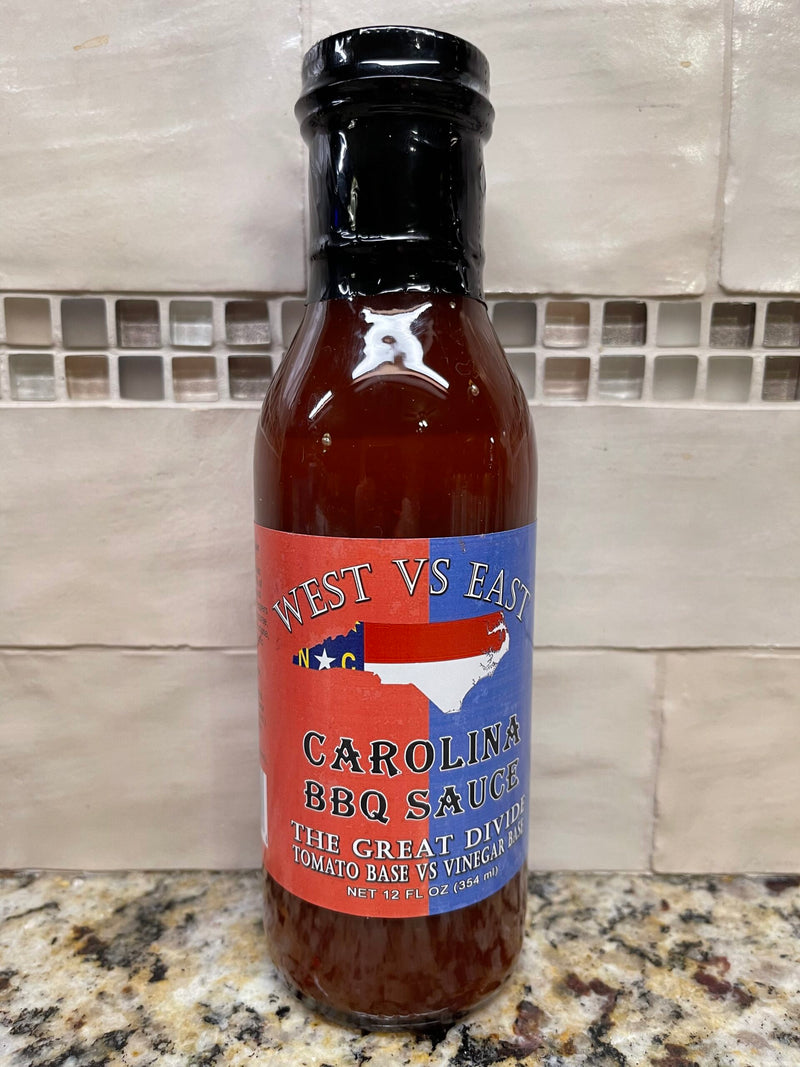 WEST VS EAST
N C
CAROLINA
BBQ SAUCE
THE GREAT DIVIDE
TOMATO BASE VS VINEGAR BASE
NET 12 FL OZ (354 ml)